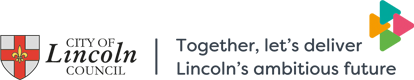 CITY OF
Lincoln
COUNCIL
Together, let's deliver
Lincoln's ambitious future